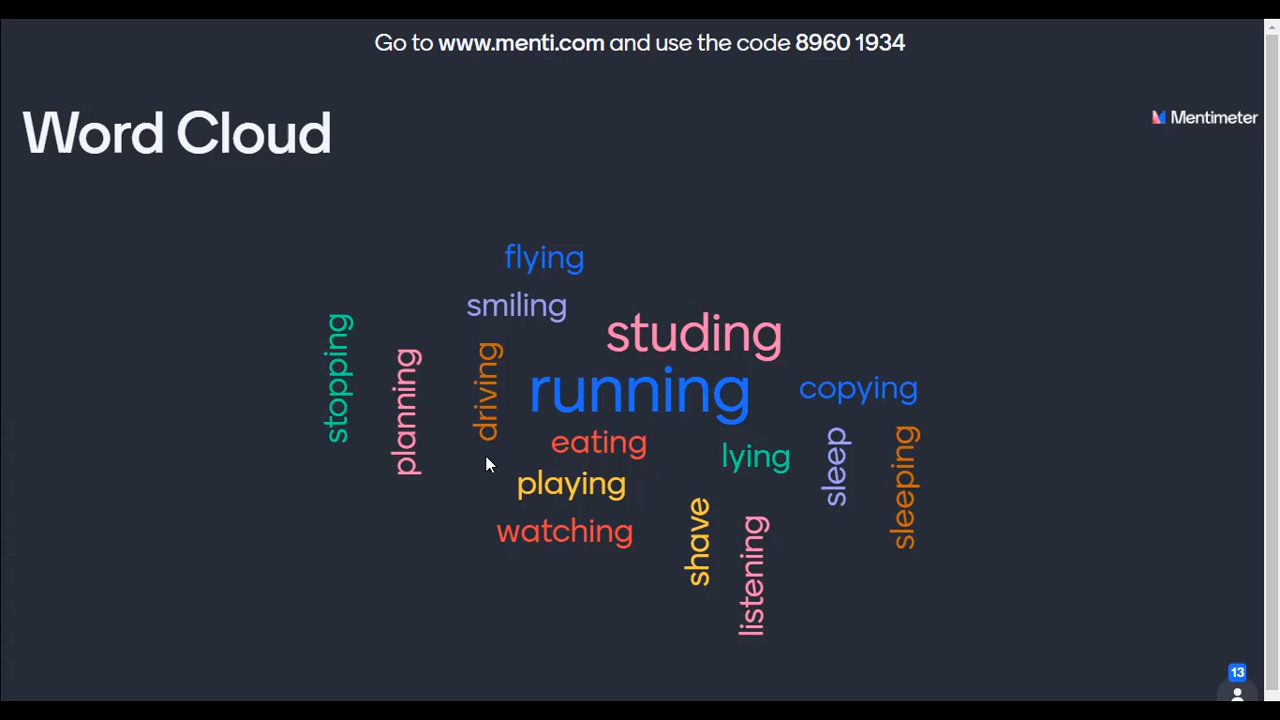 Go to www.menti.com and use the code 8960 1934
Word Cloud
Mentimeter
flying
smiling
studing
stopping
planning
driving
running
copying
eating
lying
sleep
sleeping
playing
watching
shave
listening
13